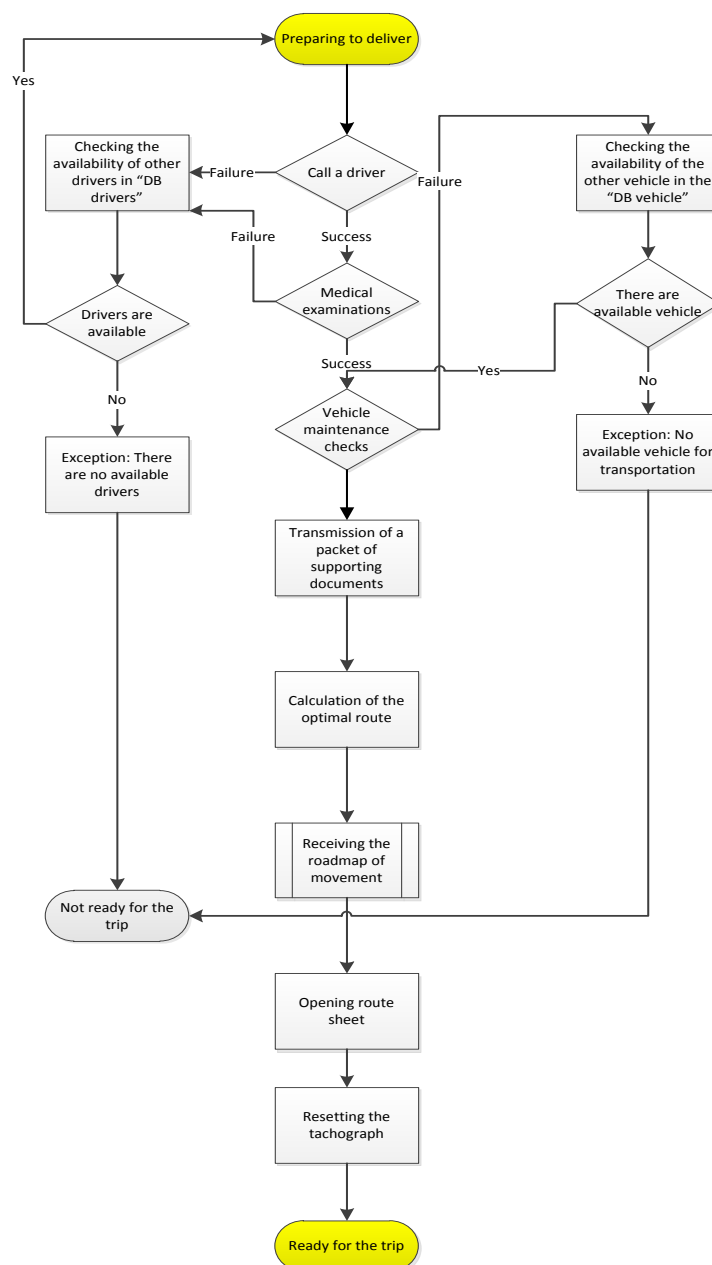 Preparing to deliver
Yes
Checking the
availability of other
drivers in “DB
drivers”
Failure
Call a driver
Failure
Checking the
availability of the
other vehicle in the
“DB vehicle”
Success
Failure
Medical
examinations
Drivers are
available
There are
available vehicle
Success
Yes
No
No
Vehicle
maintenance
checks
Exception: There
are no available
drivers
Exception: No
available vehicle for
transportation
Transmission of a
packet of
supporting
documents
Calculation of the
optimal route
Receiving the
roadmap of
movement
Not ready for the
trip
Opening route
sheet
Resetting the
tachograph
Ready for the trip